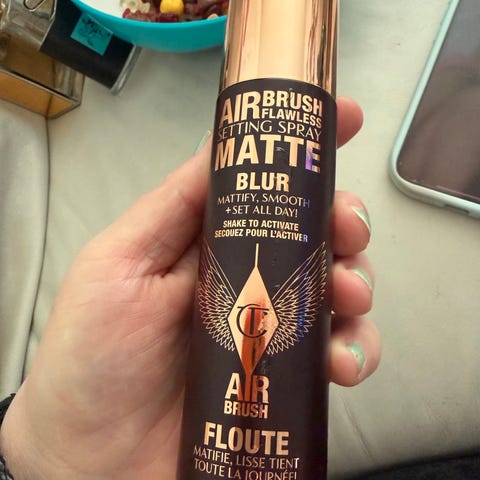 AIRBRUSH
FLAWLESS
SETTING SPRAY
MATTE
BLUR
MATTIFY, SMOOTH
+ SET ALL DAY!
SHAKE TO ACTIVATE
SECOUEZ POUR L'ACTIVER
CT
AIR
BRUSH
FLOUTE
MATIFIE, LISSE TIENT
TOUTE LA JOURNÉE!